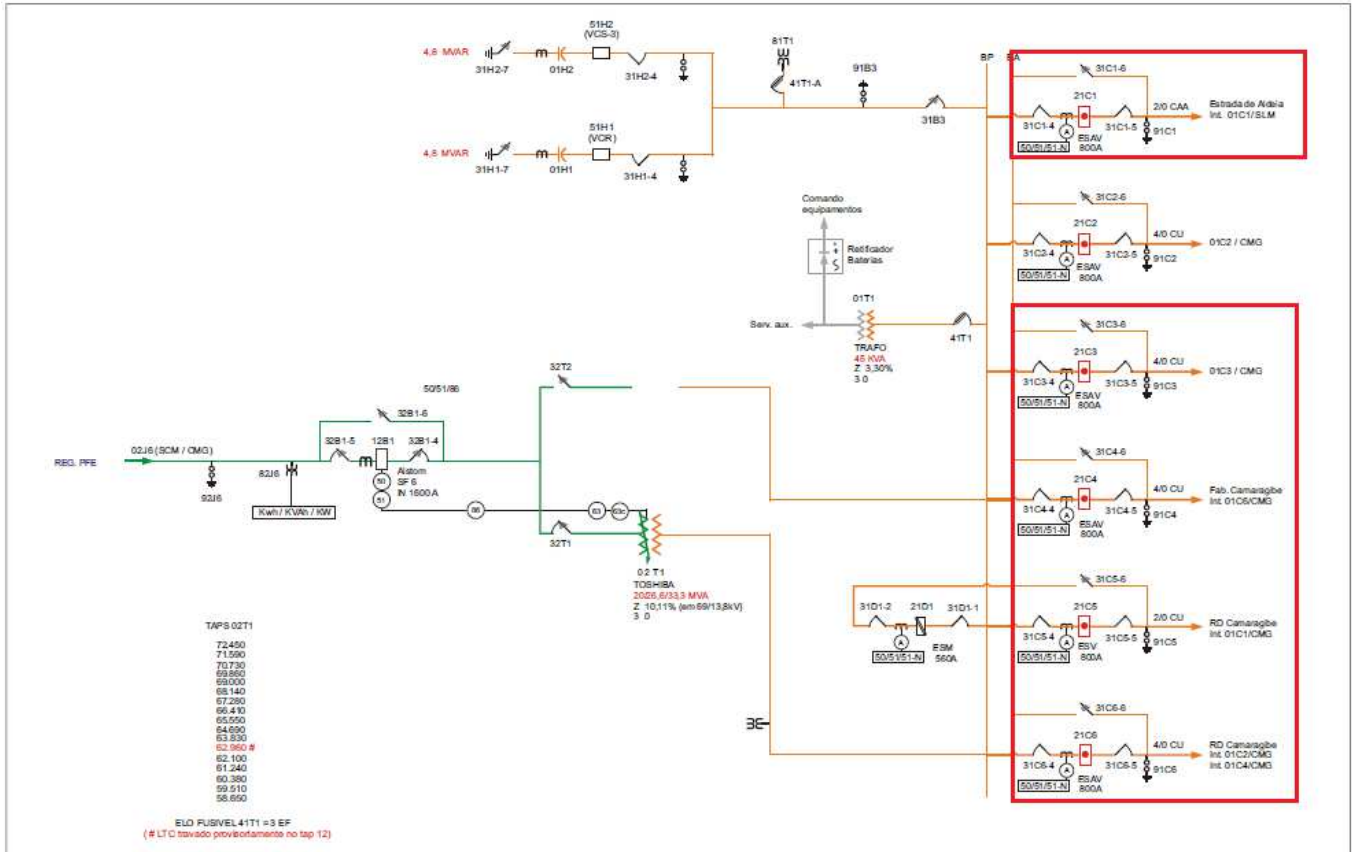 51H2
(VCS-3)
4,8 MVAR
31H2-7
01H2
31H2-4
81T1
41T1-A
91B3
31B3
BP
BA
51H1
(VCR)
4,8 MVAR
31H1-7
01H1
31H1-4
31C1-6
21C1
2/0 CAA
Estrada de Aldeia
Int. 01C1/SLM
31C1-4
31C1-5
91C1
A
ESAV
800A
50/51/51-N
31C2-6
21C2
4/0 CU
01C2 / CMG
31C2-4
31C2-5
91C2
A
ESAV
800A
50/51/51-N
Comando
equipamentos
Retificador
Baterias
01T1
Serv. aux.
TRAFO
45 KVA
Z 3,30%
3 0
41T1
31C3-6
21C3
4/0 CU
01C3 / CMG
31C3-4
31C3-5
91C3
A
ESAV
800A
50/51/51-N
32T2
50/51/86
32B1-6
32B1-5
12B1
32B1-4
REG. PFE
02J6 (SCM / CMG)
92J6
82J6
Kwh / KVAh / KW
50
51
Alstom
SF 6
IN 1600A
86
63
63c
32T1
02 T1
TOSHIBA
20/26,6/33,3 MVA
Z 10,11% (em 69/13,8kV)
3 0
31C4-6
21C4
4/0 CU
Fab. Camaragibe
Int. 01C6/CMG
31C4-4
31C4-5
91C4
A
ESAV
800A
50/51/51-N
31D1-2
21D1
31D1-1
A
ESM
560A
50/51/51-N
31C5-6
21C5
2/0 CU
RD Camaragibe
Int. 01C1/CMG
31C5-4
31C5-5
91C5
A
ESV
800A
50/51/51-N
31C6-6
21C6
4/0 CU
RD Camaragibe
Int. 01C2/CMG
Int. 01C4/CMG
31C6-4
31C6-5
91C6
A
ESAV
800A
50/51/51-N
TAPS 02T1
72.450
71.590
70.730
69.860
69.000
68.140
67.280
66.410
65.550
64.690
63.830
62.960 #
62.100
61.240
60.380
59.510
58.650
ELO FUSIVEL 41T1 = 3 EF
( # LTC travado provisoriamente no tap 12)